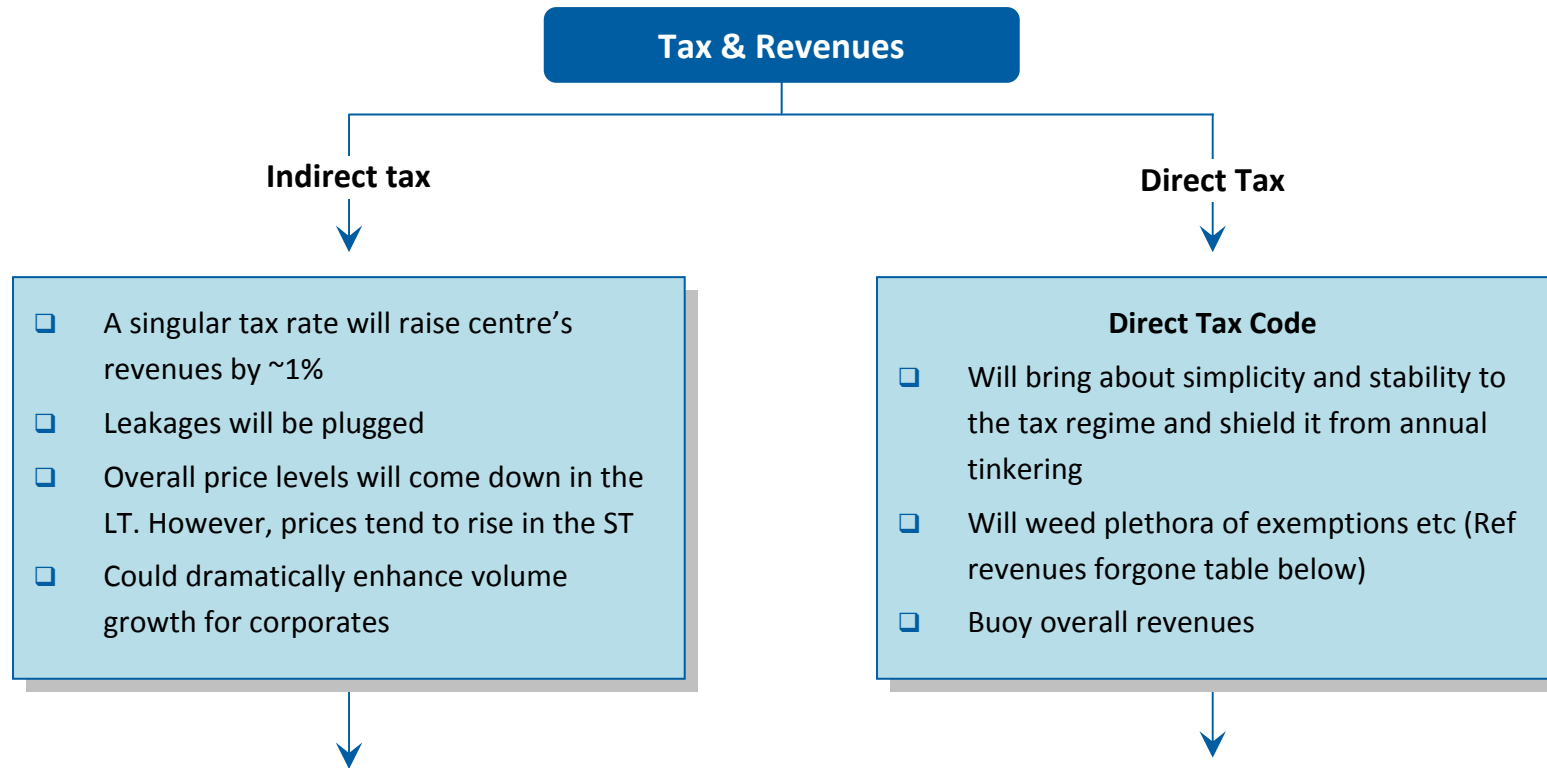 Tax & Revenues
Indirect tax
Direct Tax
❑ A singular tax rate will raise centre’s
revenues by ~1%
❑ Leakages will be plugged
❑ Overall price levels will come down in the
LT. However, prices tend to rise in the ST
❑ Could dramatically enhance volume
growth for corporates
Direct Tax Code
❑ Will bring about simplicity and stability to
the tax regime and shield it from annual
tinkering
❑ Will weed plethora of exemptions etc (Ref
revenues forgone table below)
❑ Buoy overall revenues